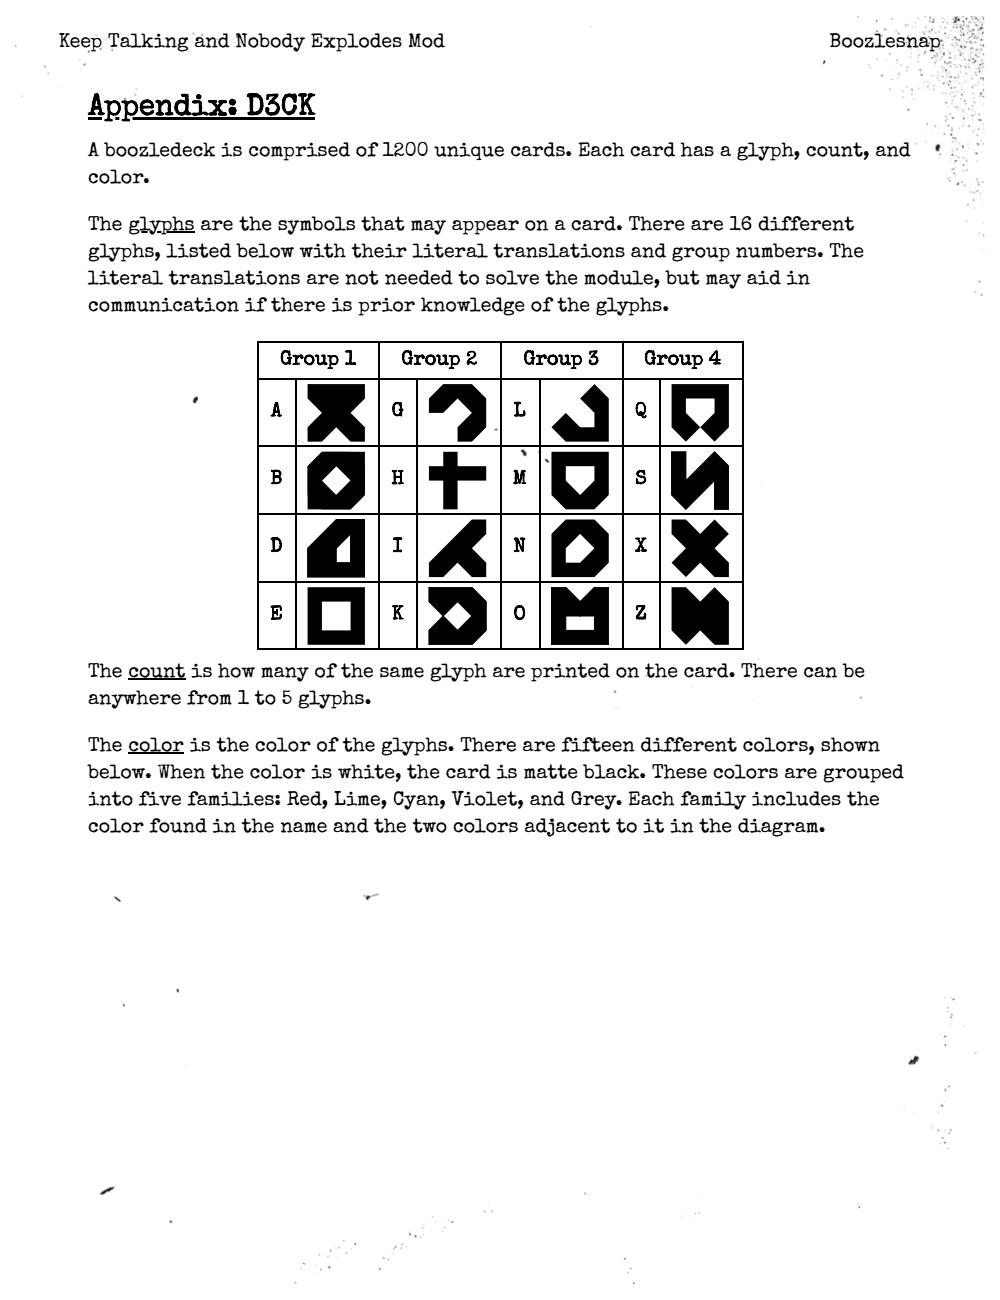 Keep Talking and Nobody Explodes Mod Boozlesnap
Appendix: D3CK
A boozledeck is comprised of 1200 unique cards. Each card has a glyph, count, and
color.
The glyphs are the symbols that may appear on a card. There are 16 different
glyphs, listed below with their literal translations and group numbers. The
literal translations are not needed to solve the module, but may aid in
communication if there is prior knowledge of the glyphs.
Group 1 Group 2 Group 3 Group 4
A G L Q
B H M S
D I N X
E K O Z
The count is how many of the same glyph are printed on the card. There can be
anywhere from 1 to 5 glyphs.
The color is the color of the glyphs. There are fifteen different colors, shown
below. When the color is white, the card is matte black. These colors are grouped
into five families: Red, Lime, Cyan, Violet, and Grey. Each family includes the
color found in the name and the two colors adjacent to it in the diagram.